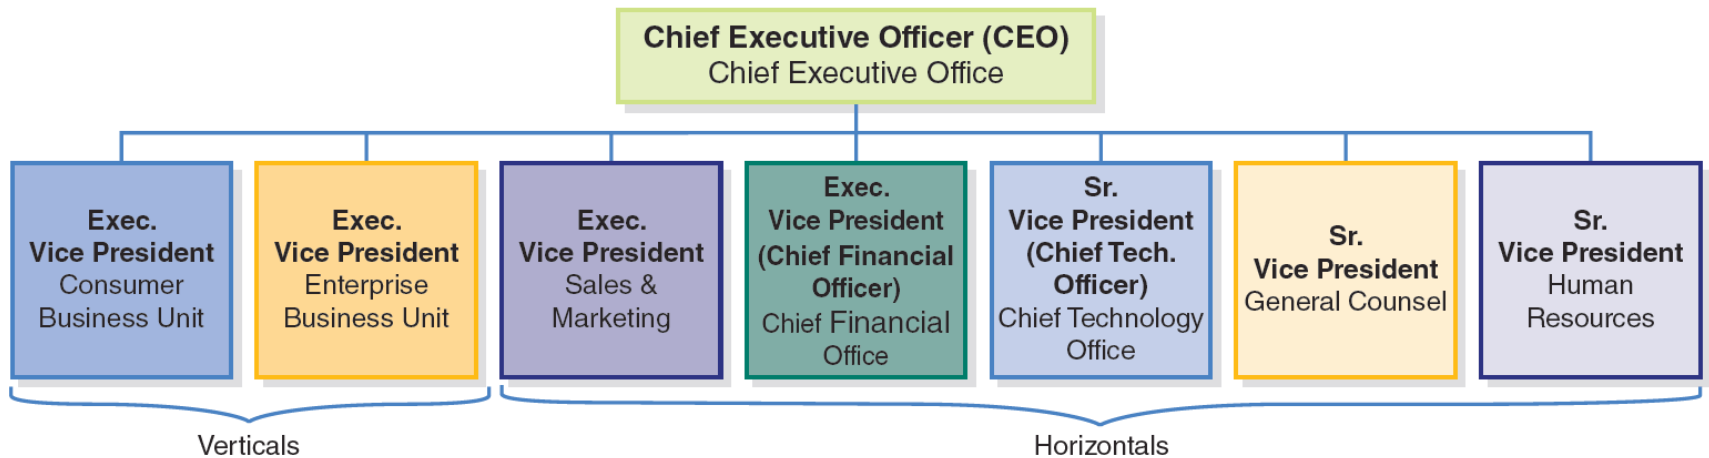 Chief Executive Officer (CEO)
Chief Executive Office
Exec.
Vice President
Consumer
Business Unit
Exec.
Vice President
Enterprise
Business Unit
Exec.
Vice President
Sales &
Marketing
Exec.
Vice President
(Chief Financial
Officer)
Chief Financial
Office
Sr.
Vice President
(Chief Tech.
Officer)
Chief Technology
Office
Sr.
Vice President
General Counsel
Sr.
Vice President
Human
Resources
Verticals
Horizontals